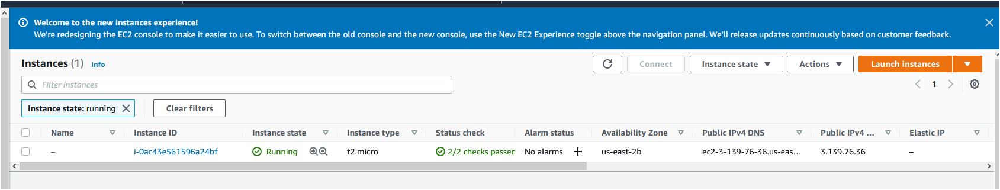 Welcome to the new instances experience!
We're redesigning the EC2 console to make it easier to use. To switch between the old console and the new console, use the New EC2 Experience toggle above the navigation panel. We'll release updates continuously based on customer feedback.
Instances (1) Info
Connect Instance state Actions Launch instances
Filter instances
1
Instance state: running Clear filters
Name Instance ID Instance state Instance type Status check Alarm status Availability Zone Public IPv4 DNS Public IPv4 ... Elastic IP
– i-0ac43e561596a24bf Running t2.micro 2/2 checks passed No alarms + us-east-2b ec2-3-139-76-36.us-eas... 3.139.76.36 –